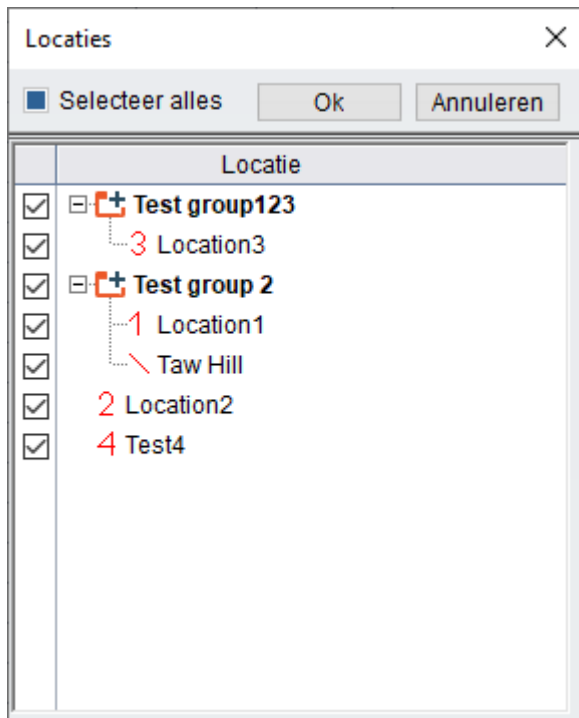 Locaties
Selecteer alles Ok Annuleren
Locatie
Test group123
3 Location3
Test group 2
1 Location1
Taw Hill
2 Location2
4 Test4